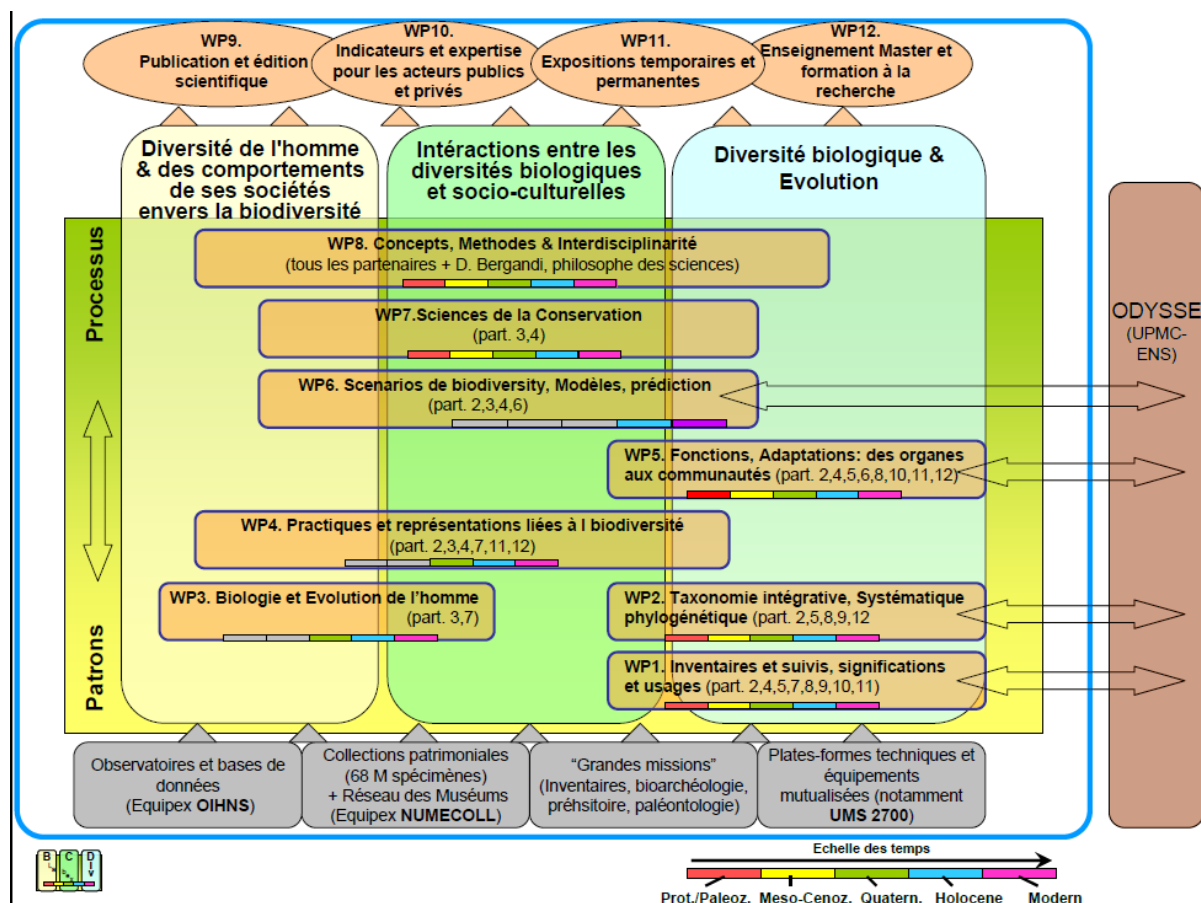 WP9.
Publication et édition
scientifique
WP10.
Indicateurs et expertise
pour les acteurs publics
et privés
WP11.
Expositions temporaires et
permanentes
WP12.
Enseignement Master et
formation à la
recherche
Diversité de l'homme
& des comportements
de ses sociétés
envers la biodiversité
Intéractions entre les
diversités biologiques
et socio-culturelles
Diversité biologique &
Evolution
Processus
Patrons
WP8. Concepts, Methodes & Interdisciplinarité
(tous les partenaires + D. Bergandi, philosophe des sciences)
WP7.Sciences de la Conservation
(part. 3,4)
WP6. Scenarios de biodiversity, Modèles, prédiction
(part. 2,3,4,6)
WP5. Fonctions, Adaptations: des organes
aux communautés (part. 2,4,5,6,8,10,11,12)
WP4. Practiques et représentations liées à l biodiversité
(part. 2,3,4,7,11,12)
WP3. Biologie et Evolution de l'homme
(part. 3,7)
WP2. Taxonomie intégrative, Systématique
phylogénétique (part. 2,5,8,9,12
WP1. Inventaires et suivis, significations
et usages (part. 2,4,5,7,8,9,10,11)
ODYSSE
(UPMC-
ENS)
Observatoires et bases de
données
(Equipex OIHNS)
Collections patrimoniales
(68 M spécimènes)
+ Réseau des Muséums
(Equipex NUMECOLL)
"Grandes missions"
(Inventaires, bioarchéologie,
préhsitoire, paléontologie)
Plates-formes techniques et
équipements
mutualisées (notamment
UMS 2700)
B C D
i
v
Echelle des temps
Prot./Paleoz. Meso-Cenoz. Quatern. Holocene Modern